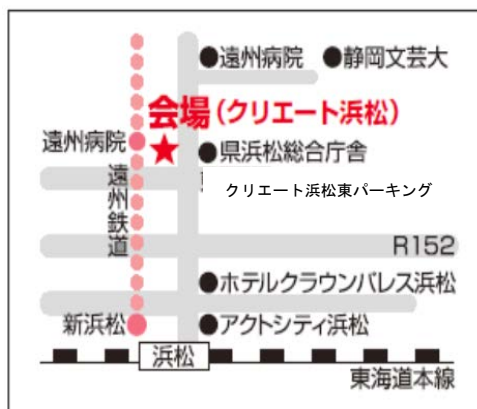 ●遠州病院 ●静岡文芸大
会場(クリエート浜松)
遠州病院
★ ●県浜松総合庁舎
クリエート浜松東パーキング
遠州鉄道
R152
●ホテルクラウンパレス浜松
新浜松 ●アクトシティ浜松
浜松
東海道本線